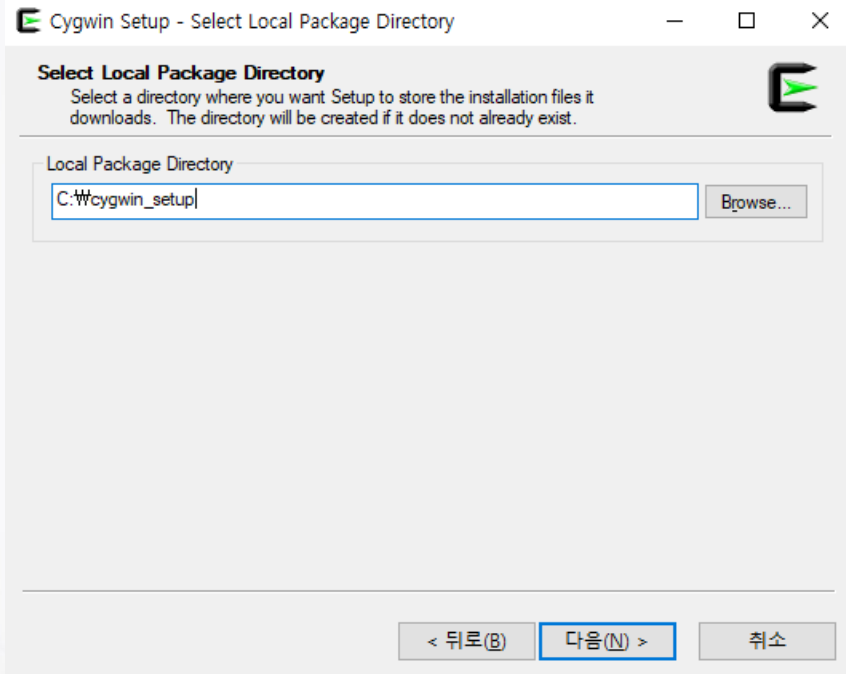 Cygwin Setup - Select Local Package Directory
Select Local Package Directory
Select a directory where you want Setup to store the installation files it
downloads. The directory will be created if it does not already exist.
Local Package Directory
C:₩cygwin_setup
Browse...
< 뒤로(B)
다음(N) >
취소